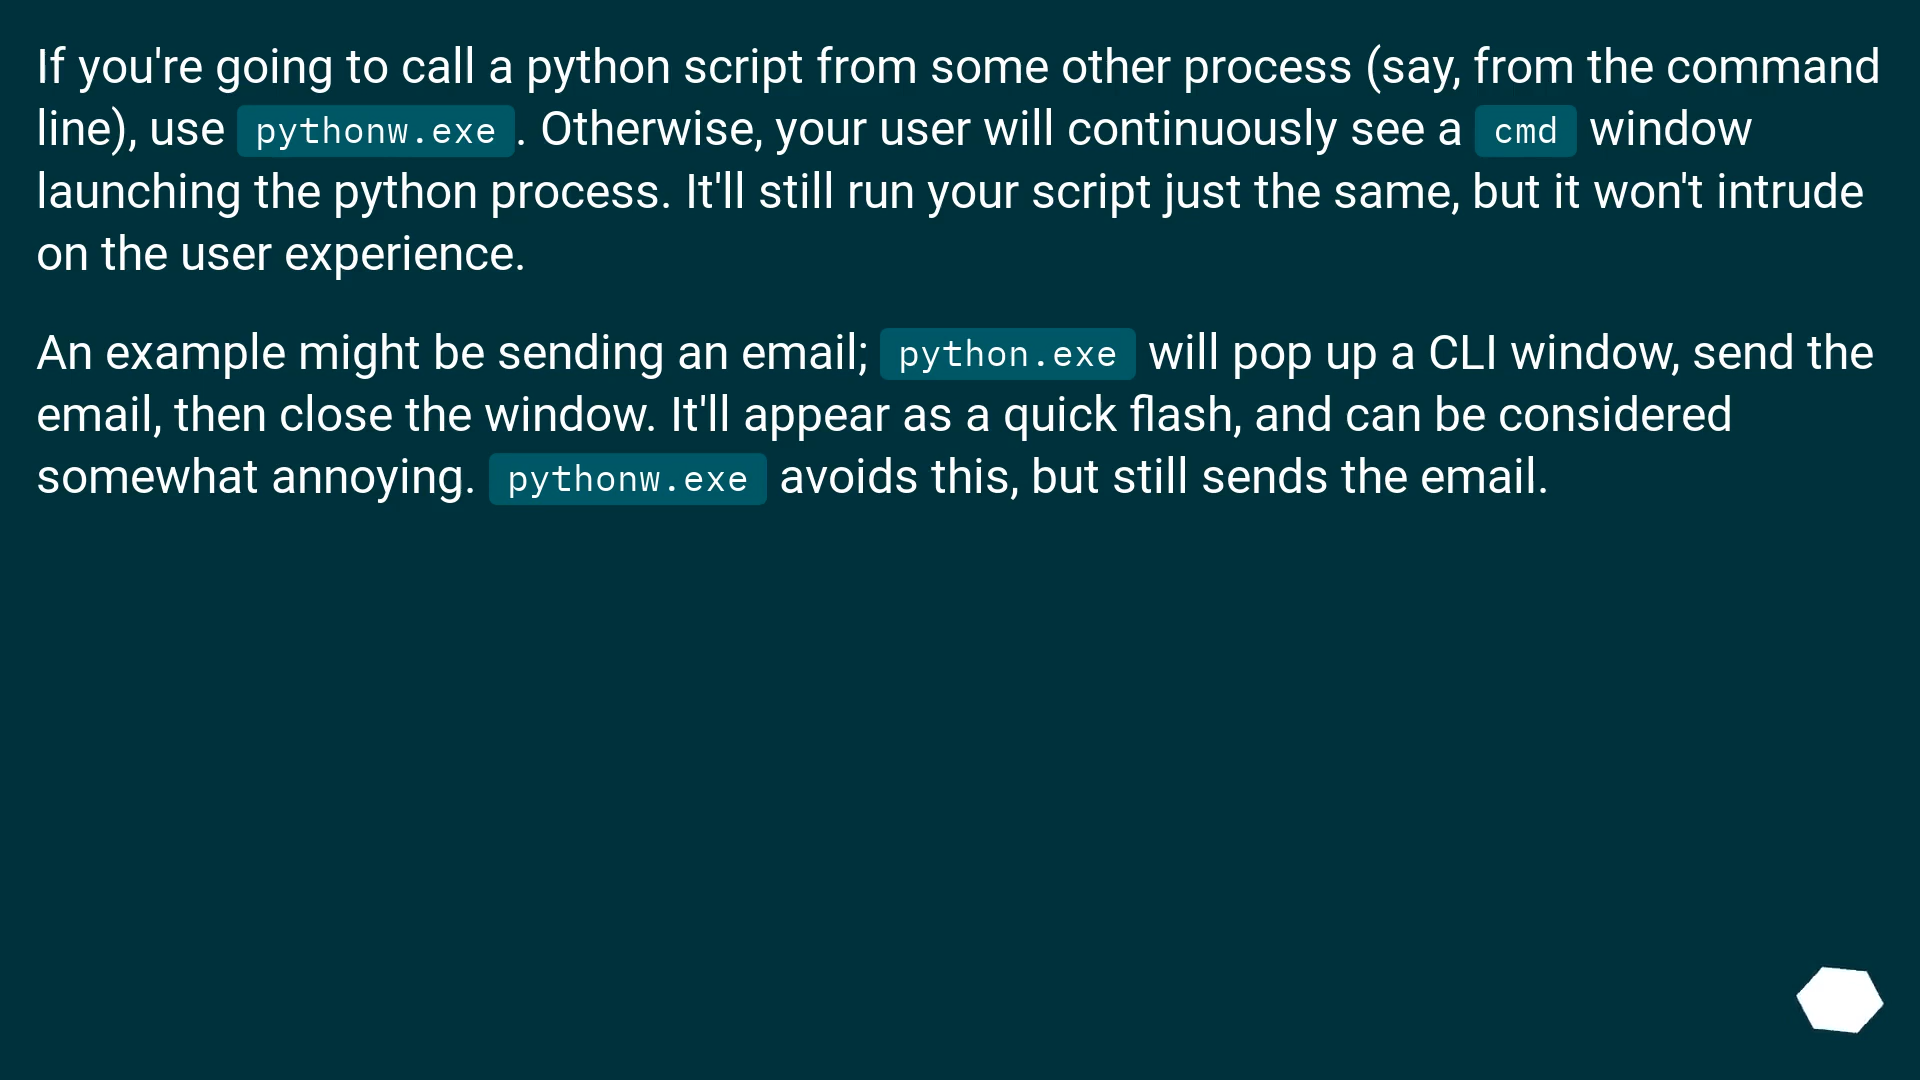 If you're going to call a python script from some other process (say, from the command
line), use pythonw.exe. Otherwise, your user will continuously see a cmd window
launching the python process. It'll still run your script just the same, but it won't intrude
on the user experience.
An example might be sending an email; python.exe will pop up a CLI window, send the
email, then close the window. It'll appear as a quick flash, and can be considered
somewhat annoying. pythonw.exe avoids this, but still sends the email.